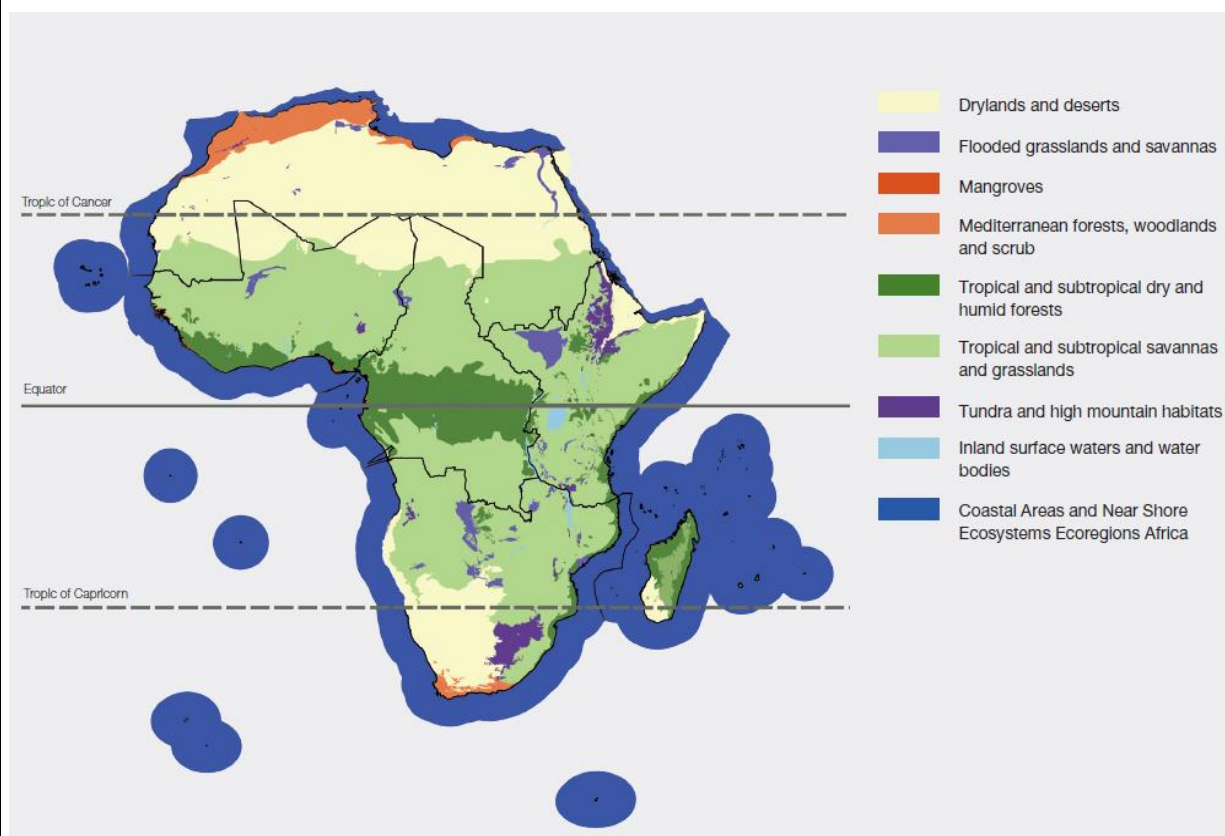 Drylands and deserts
Flooded grasslands and savannas
Mangroves
Mediterranean forests, woodlands
and scrub
Tropical and subtropical dry and
humid forests
Tropical and subtropical savannas
and grasslands
Tundra and high mountain habitats
Inland surface waters and water
bodies
Coastal Areas and Near Shore
Ecosystems Ecoregions Africa
Tropic of Cancer
Equator
Tropic of Capricorn